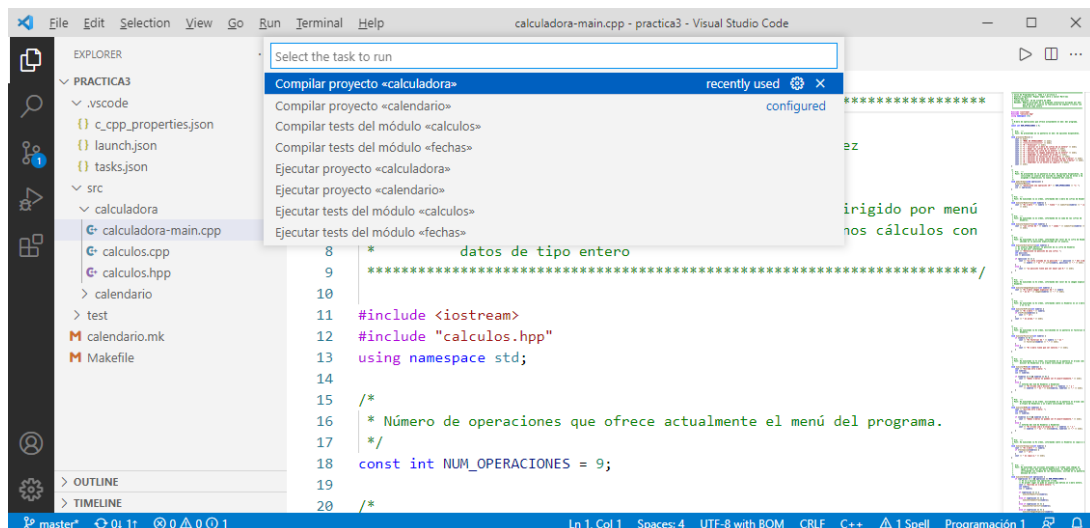 File Edit Selection View Go Run Terminal Help calculadora-main.cpp - practica3 - Visual Studio Code
EXPLORER
PRACTICA3
.vscode
{} c_cpp_properties.json
{} launch.json
{} tasks.json
src
calculadora
calculadora-main.cpp
calculos.cpp
calculos.hpp
calendario
test
calendario.mk
Makefile
OUTLINE
TIMELINE
Select the task to run
Compilar proyecto «calculadora» recently used
Compilar proyecto «calendario» configured
Compilar tests del módulo «calculos»
Compilar tests del módulo «fechas»
Ejecutar proyecto «calculadora»
Ejecutar proyecto «calendario»
Ejecutar tests del módulo «calculos»
Ejecutar tests del módulo «fechas»
*****************
ez
irigido por menú
nos cálculos con
8 * datos de tipo entero
9 *************************************************************************/
10
11 #include <iostream>
12 #include "calculos.hpp"
13 using namespace std;
14
15 /*
16 * Número de operaciones que ofrece actualmente el menú del programa.
17 */
18 const int NUM_OPERACIONES = 9;
19
20 /*
master* 0↓ 1↑ 0 0 1 Ln 1, Col 1 Spaces: 4 UTF-8 with BOM CRLF C++ 1 Spell Programación 1
1